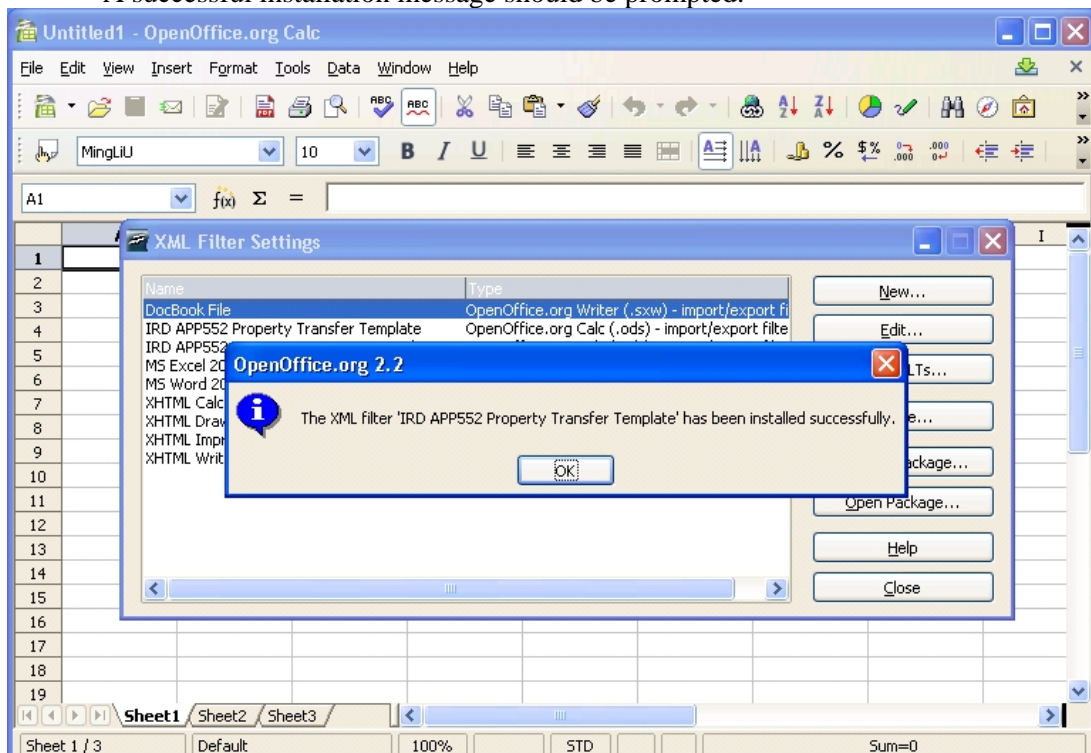 A successful installation message should be prompted.
Untitled1 - OpenOffice.org Calc
File Edit View Insert Format Tools Data Window Help
MingLiU 10 B I U
A1 f(x) Σ =
I
XML Filter Settings
Name Type
DocBook File OpenOffice.org Writer (.sxw) - import/export fi
IRD APP552 Property Transfer Template OpenOffice.org Calc (.ods) - import/export filte
IRD APP552
MS Excel 20
MS Word 20
XHTML Calc
XHTML Draw
XHTML Impr
XHTML Writ
New...
Edit...
LTs...
e...
ackage...
Open Package...
Help
Close
OpenOffice.org 2.2
The XML filter 'IRD APP552 Property Transfer Template' has been installed successfully.
OK
1
2
3
4
5
6
7
8
9
10
11
12
13
14
15
16
17
18
19
Sheet1 Sheet2 Sheet3
Sheet 1 / 3 Default 100% STD Sum=0